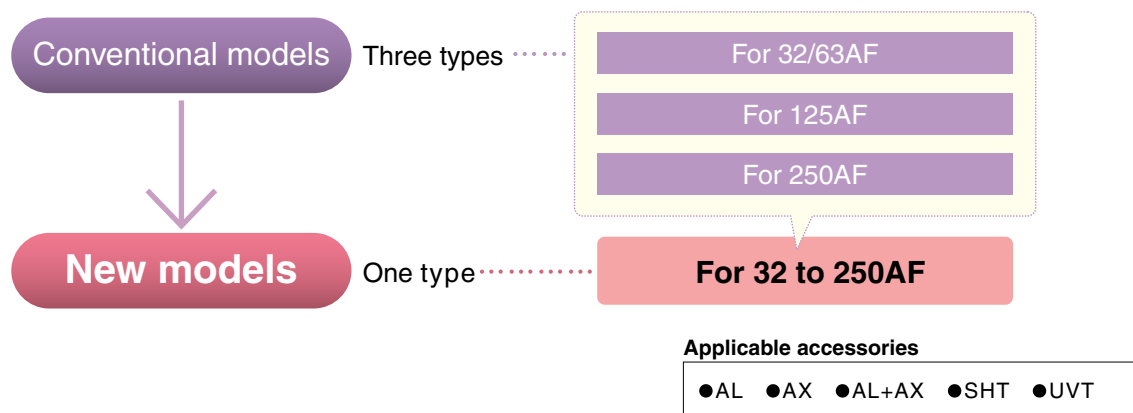 Conventional models
Three types
For 32/63AF
For 125AF
For 250AF
New models
One type
For 32 to 250AF
Applicable accessories
●AL ●AX ●AL+AX ●SHT ●UVT